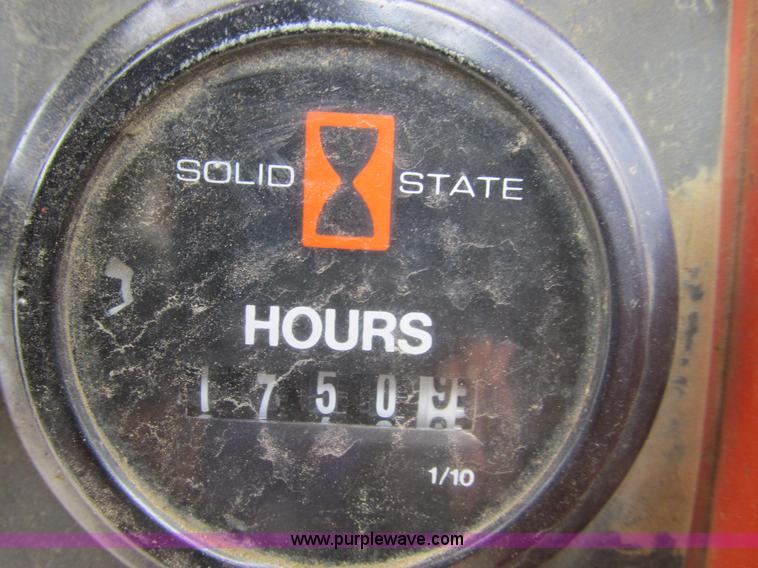 SOLID STATE
HOURS
1 7 5 0 9
1/10
www.purplewave.com